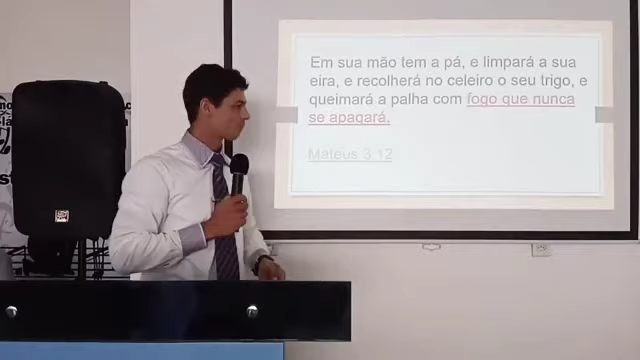 Em sua mão tem a pá, e limpará a sua
eira, e recolherá no celeiro o seu trigo, e
queimará a palha com fogo que nunca
se apagará.
Mateus 3:12